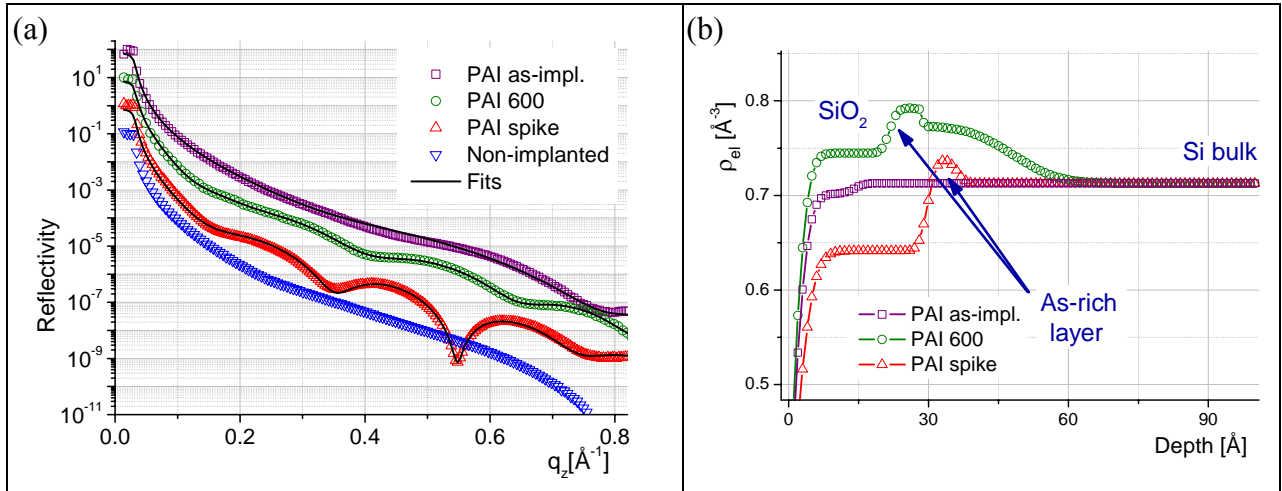 (a)
PAI as-impl.
PAI 600
PAI spike
Non-implanted
Fits
Reflectivity
10¹
10⁻¹
10⁻³
10⁻⁵
10⁻⁷
10⁻⁹
10⁻¹¹
0.0 0.2 0.4 0.6 0.8
q_z[Å⁻¹]
(b)
ρ_el [Å⁻³]
0.8
0.7
0.6
0.5
SiO₂
Si bulk
As-rich
layer
PAI as-impl.
PAI 600
PAI spike
0 30 60 90
Depth [Å]